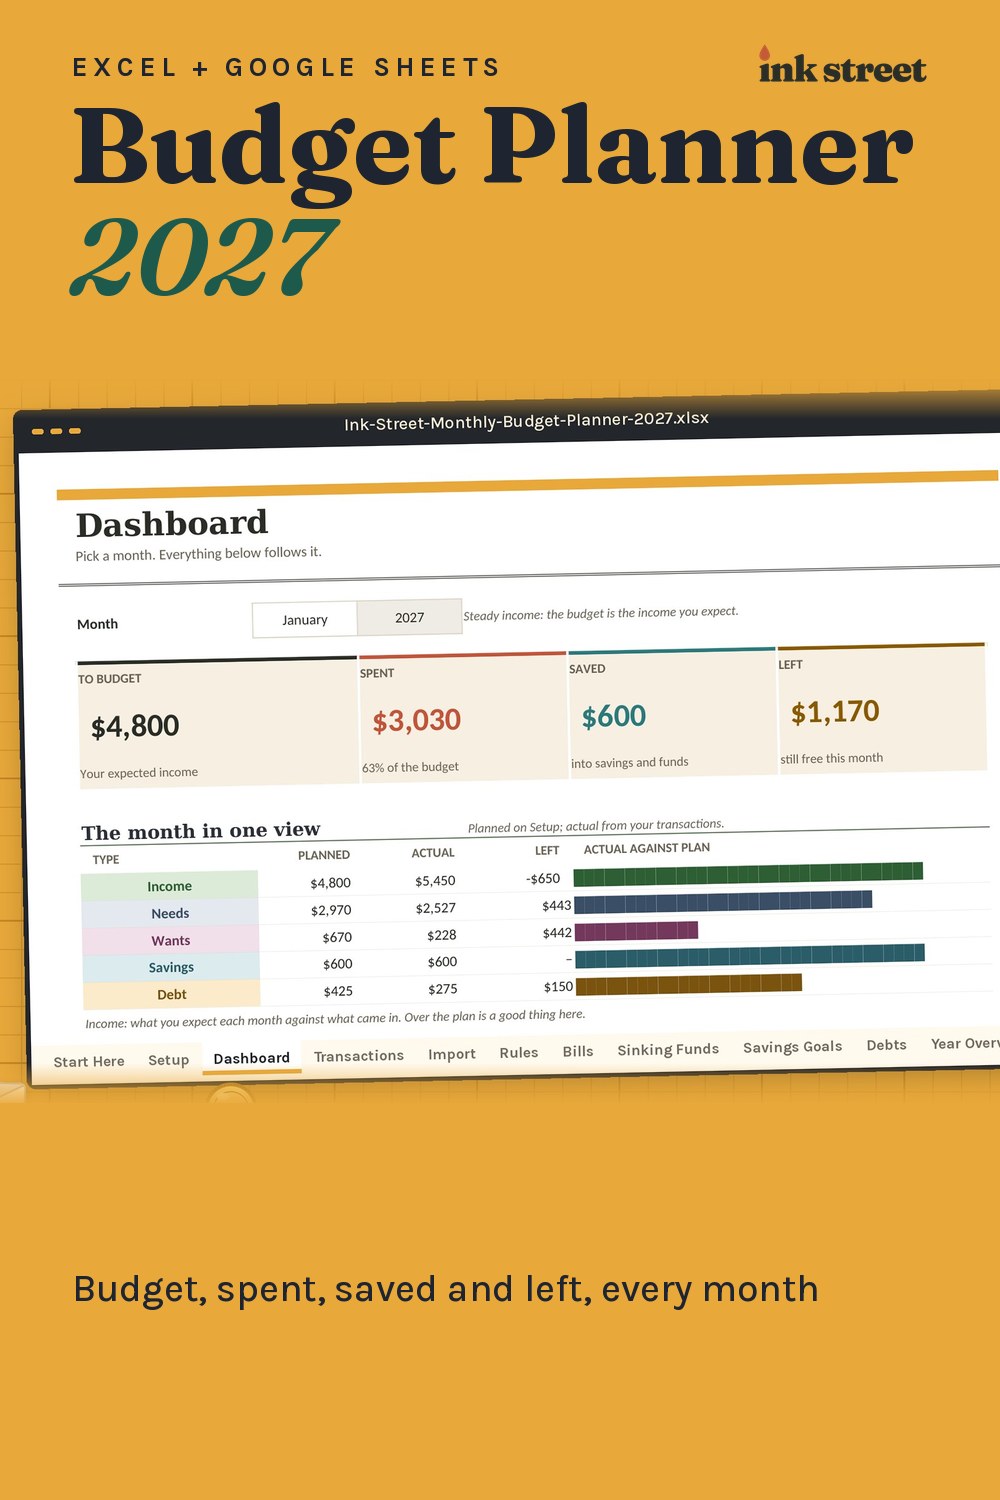 EXCEL + GOOGLE SHEETS
ink street
Budget Planner
2027
Ink-Street-Monthly-Budget-Planner-2027.xlsx
Dashboard
Pick a month. Everything below follows it.
Month January 2027 Steady income: the budget is the income you expect.
TO BUDGET SPENT SAVED LEFT
$4,800 $3,030 $600 $1,170
Your expected income 63% of the budget into savings and funds still free this month
The month in one view Planned on Setup; actual from your transactions.
TYPE PLANNED ACTUAL LEFT ACTUAL AGAINST PLAN
Income $4,800 $5,450 -$650
Needs $2,970 $2,527 $443
Wants $670 $228 $442
Savings $600 $600 –
Debt $425 $275 $150
Income: what you expect each month against what came in. Over the plan is a good thing here.
Start Here Setup Dashboard Transactions Import Rules Bills Sinking Funds Savings Goals Debts Year
Budget, spent, saved and left, every month